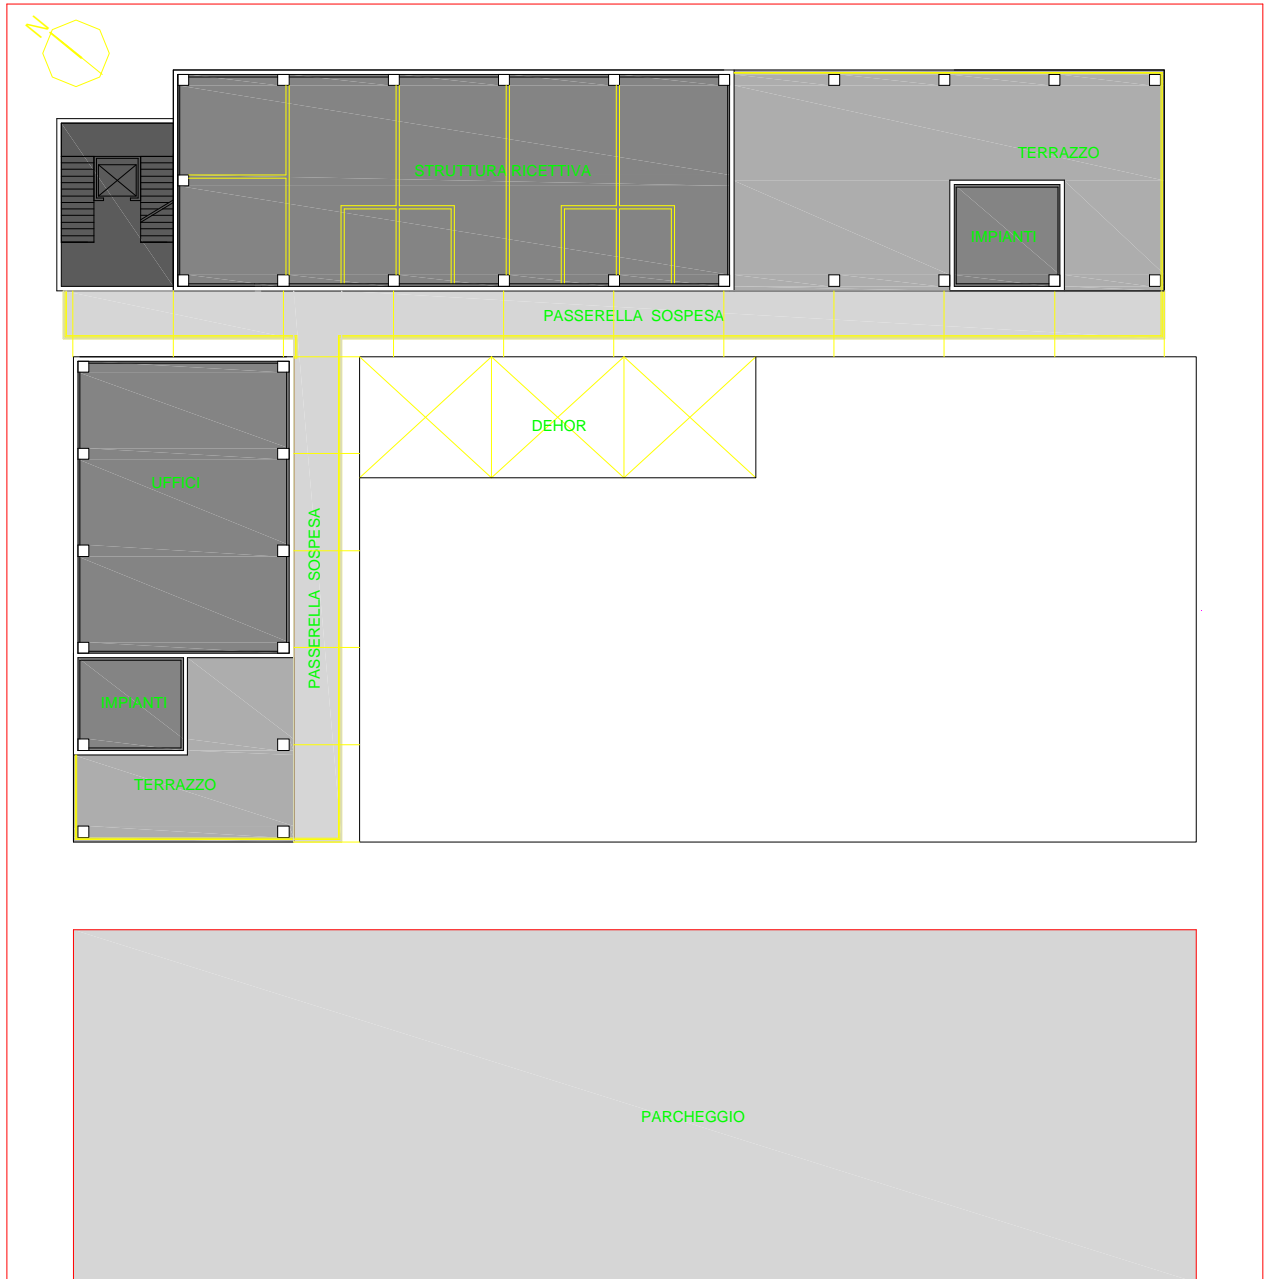 N
TERRAZZO
STRUTTURA RICETTIVA
IMPIANTI
PASSERELLA SOSPESA
DEHOR
UFFICI
PASSERELLA SOSPESA
IMPIANTI
TERRAZZO
PARCHEGGIO